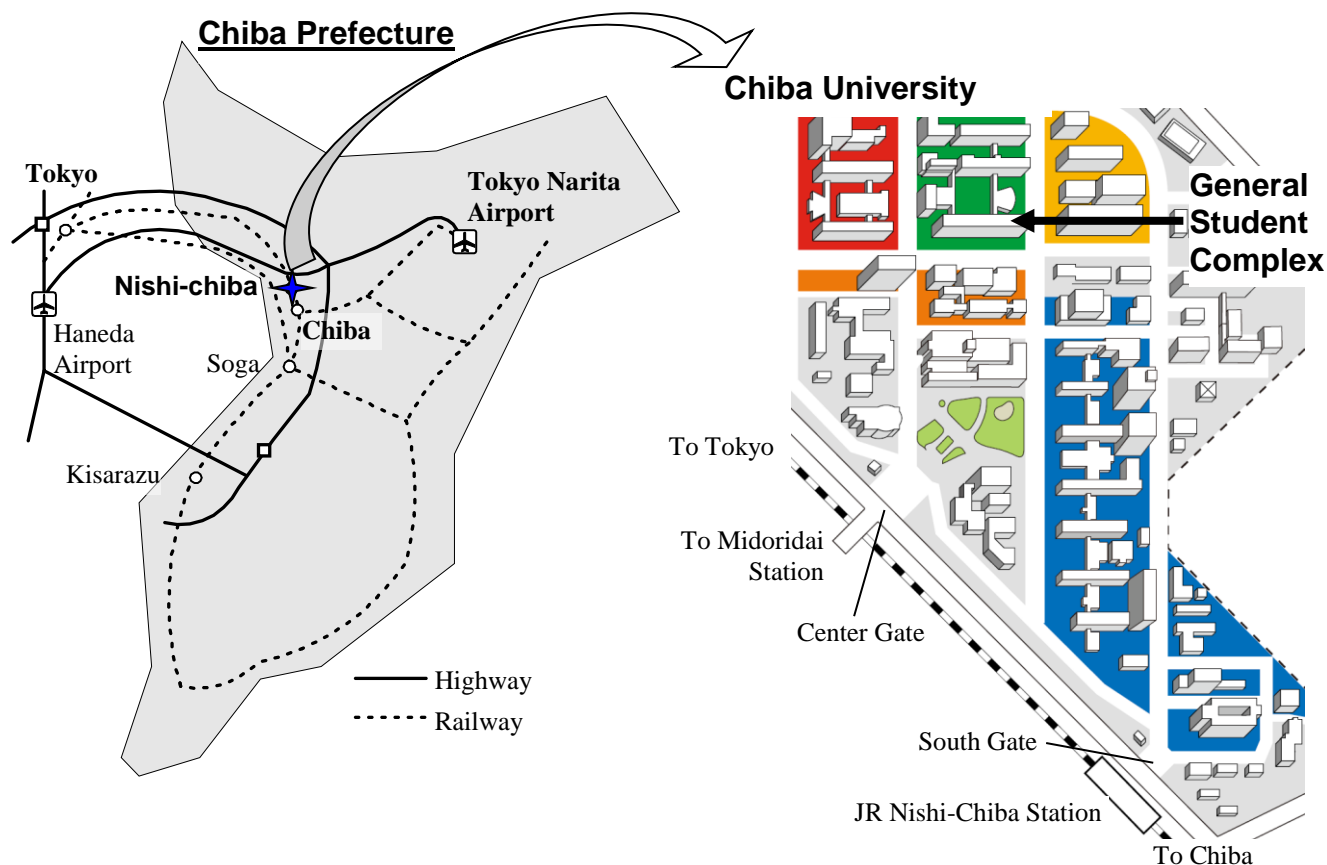 Chiba Prefecture
Tokyo
Tokyo Narita
Airport
Nishi-chiba
Chiba
Haneda
Airport
Soga
Kisarazu
Highway
Railway
Chiba University
General
Student
Complex
To Tokyo
To Midoridai
Station
Center Gate
South Gate
JR Nishi-Chiba Station
To Chiba